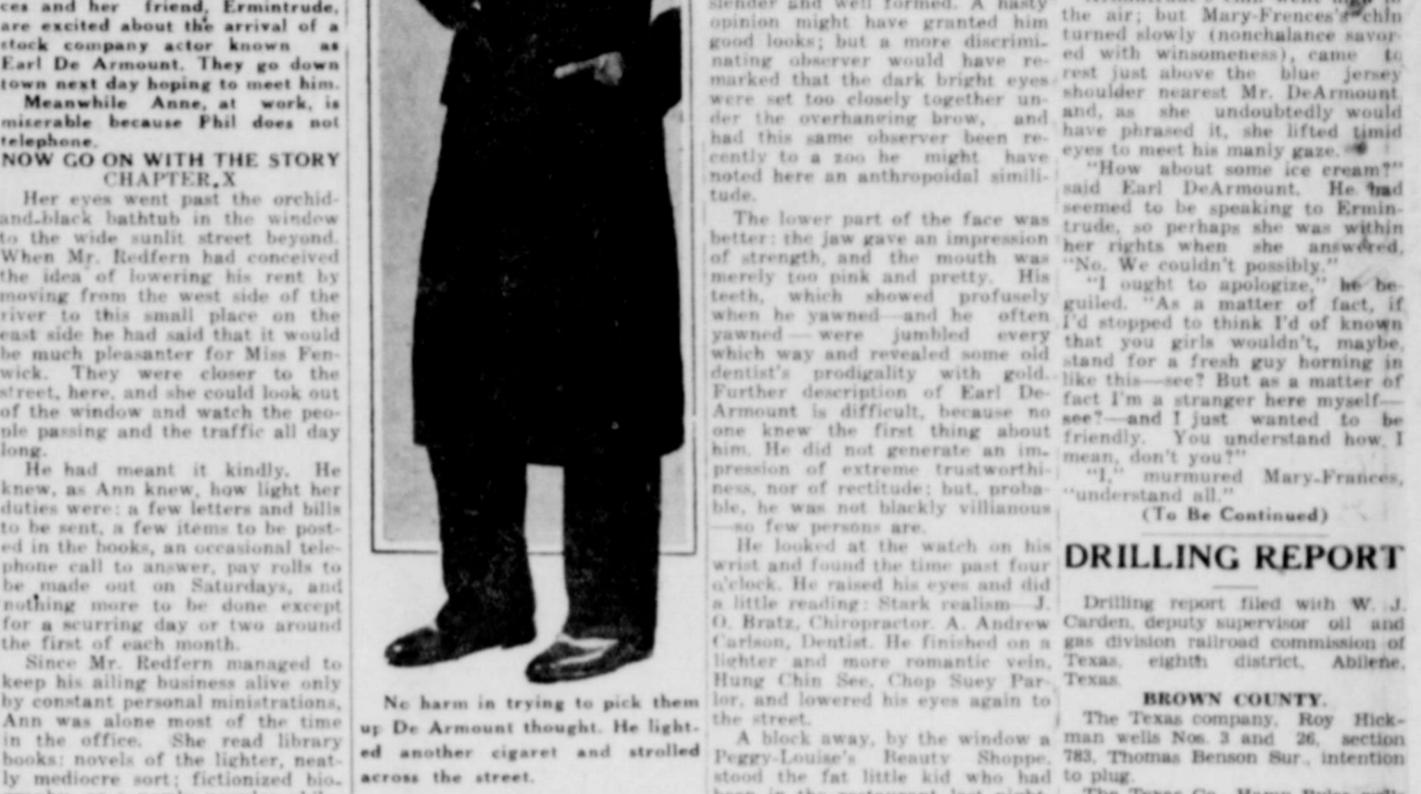 ces and her friend, Ermintrude,
are excited about the arrival of a
stock company actor known as
Earl De Armount. They go down
town next day hoping to meet him.
Meanwhile Anne, at work, is
miserable because Phil does not
telephone.
NOW GO ON WITH THE STORY
CHAPTER X
Her eyes went past the orchid-
and-black bathtub in the window
to the wide sunlit street beyond.
When Mr. Redfern had conceived
the idea of lowering his rent by
moving from the west side of the
river to this small place on the
east side he had said that it would
be much pleasanter for Miss Fen-
wick. They were closer to the
street, here, and she could look out
of the window and watch the peo-
ple passing and the traffic all day
long.
He had meant it kindly. He
knew, as Ann knew, how light her
duties were: a few letters and bills
to be sent, a few items to be post-
ed in the books, an occasional tele-
phone call to answer, pay rolls to
be made out on Saturdays, and
nothing more to be done except
for a scurring day or two around
the first of each month.
Since Mr. Redfern managed to
keep his ailing business alive only
by constant personal ministrations,
Ann was alone most of the time
in the office. She read library
books: novels of the lighter, neat-
ly mediocre sort; fictionized bio-
No harm in trying to pick them
up De Armount thought. He light-
ed another cigaret and strolled
across the street.
slender and well formed. A hasty
opinion might have granted him
good looks; but a more discrimi-
nating observer would have re-
marked that the dark bright eyes
were set too closely together un-
der the overhanging brow, and
had this same observer been re-
cently to a zoo he might have
noted here an anthropoidal simili-
tude.
The lower part of the face was
better: the jaw gave an impression
of strength, and the mouth was
merely too pink and pretty. His
teeth, which showed profusely
when he yawned—and he often
yawned—were jumbled every
which way and revealed some old
dentist's prodigality with gold.
Further description of Earl De-
Armount is difficult, because no
one knew the first thing about
him. He did not generate an im-
pression of extreme trustworthi-
ness, nor of rectitude; but, proba-
ble, he was not blackly villianous
—so few persons are.
He looked at the watch on his
wrist and found the time past four
o'clock. He raised his eyes and did
a little reading: Stark realism—J.
O. Bratz, Chiropractor. A. Andrew
Carlson, Dentist. He finished on a
lighter and more romantic vein,
Hung Chin See, Chop Suey Par-
lor, and lowered his eyes again to
the street.
A block away, by the window a
Peggy-Louise's Beauty Shoppe,
stood the fat little kid who had
been in the restaurant last night
the air; but Mary-Frences's chin
turned slowly (nonchalance savor-
ed with winsomeness), came to
rest just above the blue jersey
shoulder nearest Mr. DeArmount
and, as she undoubtedly would
have phrased it, she lifted timid
eyes to meet his manly gaze.
"How about some ice cream?"
said Earl DeArmount. He had
seemed to be speaking to Ermin-
trude, so perhaps she was within
her rights when she answered,
"No. We couldn't possibly."
"I ought to apologize," he be-
guiled. "As a matter of fact, if
I'd stopped to think I'd of known
that you girls wouldn't, maybe,
stand for a fresh guy horning in
like this—see? But as a matter of
fact I'm a stranger here myself—
see?—and I just wanted to be
friendly. You understand how I
mean, don't you?"
"I," murmured Mary-Frances,
"understand all."
(To Be Continued)
DRILLING REPORT
Drilling report filed with W. J.
Carden, deputy supervisor oil and
gas division railroad commission of
Texas, eighth district, Abilene,
Texas.
BROWN COUNTY.
The Texas company, Roy Hick-
man wells Nos. 3 and 26, section
783, Thomas Benson Sur., intention
to plug.